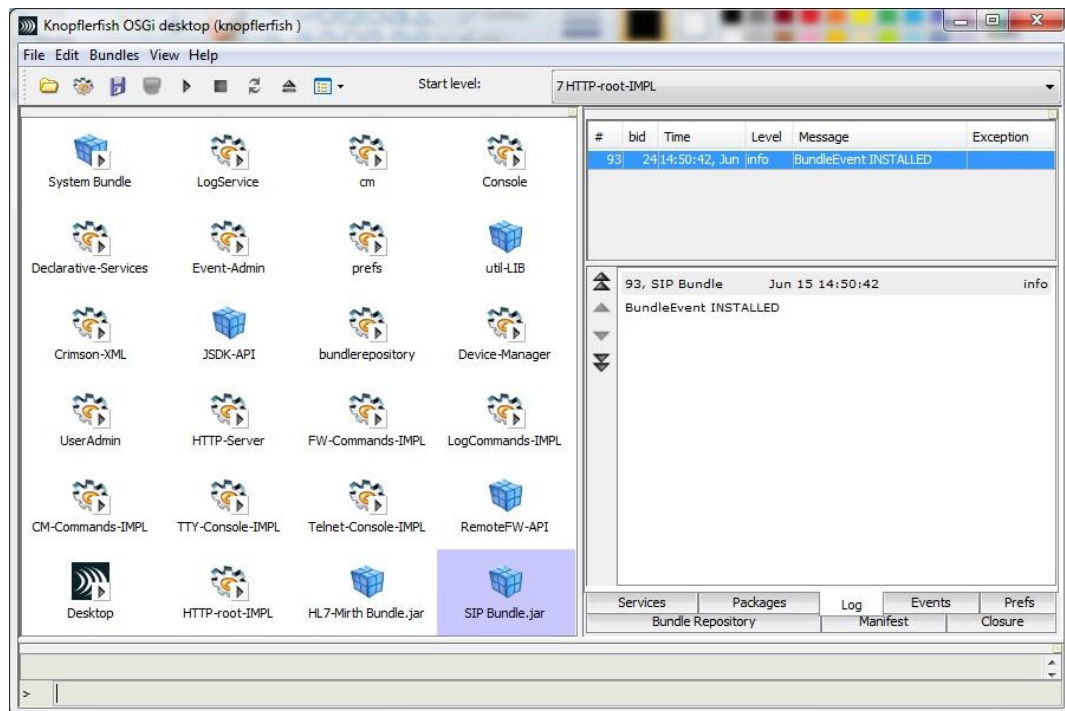 Knopflerfish OSGi desktop (knopflerfish )
File Edit Bundles View Help
Start level: 7 HTTP-root-IMPL
System Bundle LogService cm Console
Declarative-Services Event-Admin prefs util-LIB
Crimson-XML JSDK-API bundlerepository Device-Manager
UserAdmin HTTP-Server FW-Commands-IMPL LogCommands-IMPL
CM-Commands-IMPL TTY-Console-IMPL Telnet-Console-IMPL RemoteFW-API
Desktop HTTP-root-IMPL HL7-Mirth Bundle.jar SIP Bundle.jar
# bid Time Level Message Exception
93 24 14:50:42, Jun info BundleEvent INSTALLED
93, SIP Bundle Jun 15 14:50:42 info
BundleEvent INSTALLED
Services Packages Log Events Prefs
Bundle Repository Manifest Closure
>